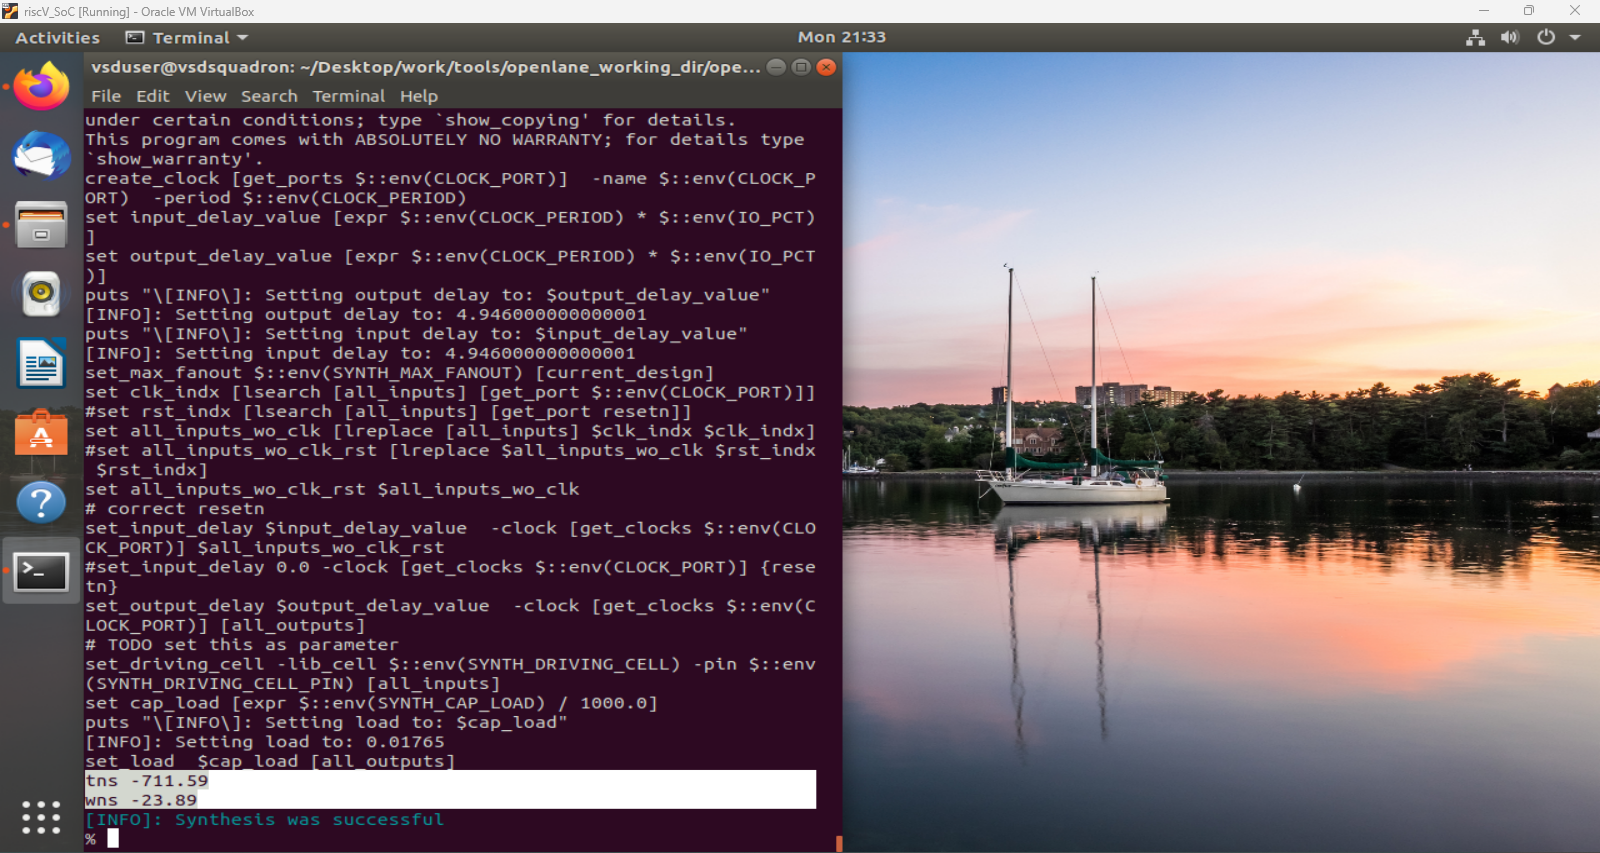 riscV_SoC [Running] - Oracle VM VirtualBox
Activities
Terminal
Mon 21:33
vsduser@vsdsquadron: ~/Desktop/work/tools/openlane_working_dir/ope...
File Edit View Search Terminal Help
under certain conditions; type `show_copying' for details.
This program comes with ABSOLUTELY NO WARRANTY; for details type
`show_warranty'.
create_clock [get_ports $::env(CLOCK_PORT)]  -name $::env(CLOCK_P
ORT)  -period $::env(CLOCK_PERIOD)
set input_delay_value [expr $::env(CLOCK_PERIOD) * $::env(IO_PCT)
]
set output_delay_value [expr $::env(CLOCK_PERIOD) * $::env(IO_PCT
)]
puts "\[INFO\]: Setting output delay to: $output_delay_value"
[INFO]: Setting output delay to: 4.946000000000001
puts "\[INFO\]: Setting input delay to: $input_delay_value"
[INFO]: Setting input delay to: 4.946000000000001
set_max_fanout $::env(SYNTH_MAX_FANOUT) [current_design]
set clk_indx [lsearch [all_inputs] [get_port $::env(CLOCK_PORT)]]
#set rst_indx [lsearch [all_inputs] [get_port resetn]]
set all_inputs_wo_clk [lreplace [all_inputs] $clk_indx $clk_indx]
#set all_inputs_wo_clk_rst [lreplace $all_inputs_wo_clk $rst_indx
 $rst_indx]
set all_inputs_wo_clk_rst $all_inputs_wo_clk
# correct resetn
set_input_delay $input_delay_value  -clock [get_clocks $::env(CLO
CK_PORT)] $all_inputs_wo_clk_rst
#set_input_delay 0.0 -clock [get_clocks $::env(CLOCK_PORT)] {rese
tn}
set_output_delay $output_delay_value  -clock [get_clocks $::env(C
LOCK_PORT)] [all_outputs]
# TODO set this as parameter
set_driving_cell -lib_cell $::env(SYNTH_DRIVING_CELL) -pin $::env
(SYNTH_DRIVING_CELL_PIN) [all_inputs]
set cap_load [expr $::env(SYNTH_CAP_LOAD) / 1000.0]
puts "\[INFO\]: Setting load to: $cap_load"
[INFO]: Setting load to: 0.01765
set_load  $cap_load [all_outputs]
tns -711.59
wns -23.89
[INFO]: Synthesis was successful
%